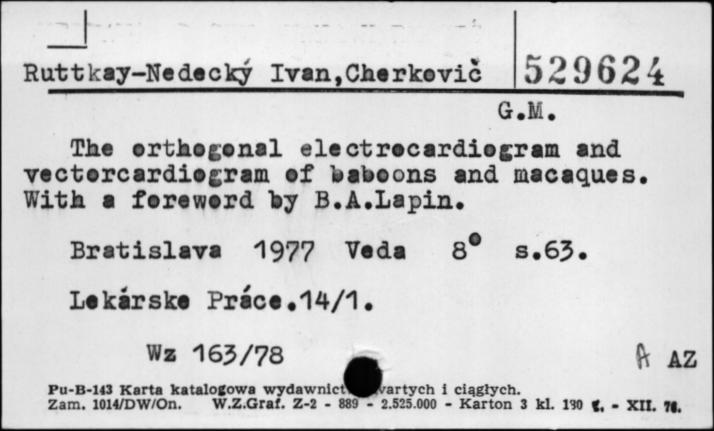 Ruttkay-Nedecký Ivan,Cherkovič 529624
G.M.
The orthogonal electrocardiogram and
vectorcardiogram of baboons and macaques.
With a foreword by B.A.Lapin.
Bratislava 1977 Veda 8° s.63.
Lekárske Práce.14/1.
Wz 163/78
A AZ
Pu-B-143 Karta katalogowa wydawnict wartych i ciągłych.
Zam. 1014/DW/On. W.Z.Graf. Z-2 - 889 - 2.525.000 - Karton 3 kl. 190 g. - XII. 76.